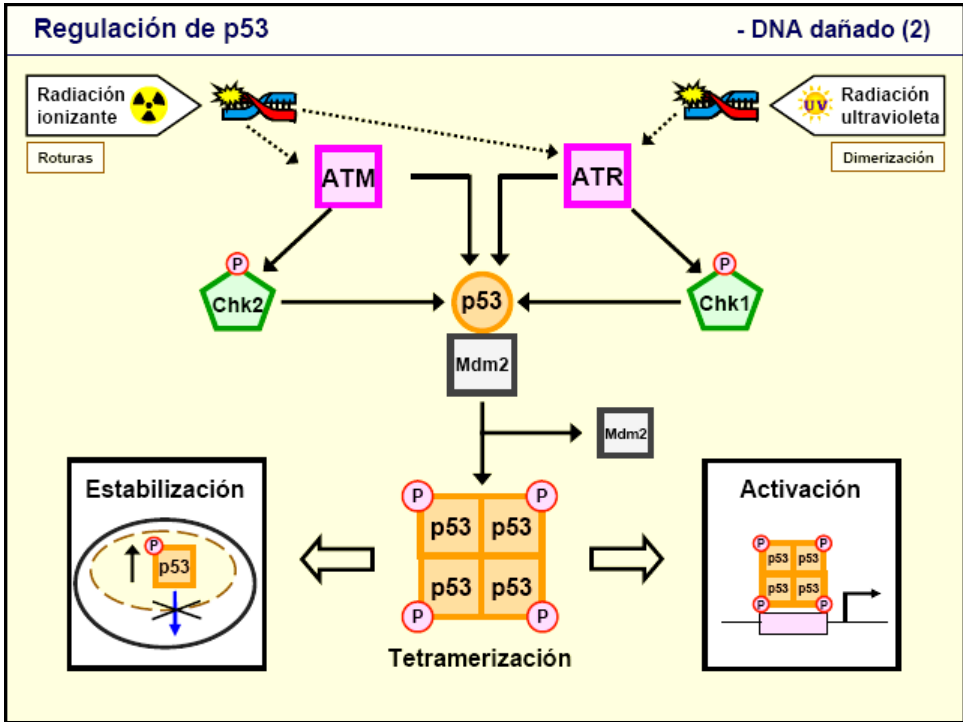 Regulación de p53
- DNA dañado (2)
Radiación
ionizante
UV
Radiación
ultravioleta
Roturas
Dimerización
ATM
ATR
P
Chk2
p53
P
Chk1
Mdm2
Mdm2
Estabilización
P
p53
P
P
p53
p53
p53
p53
P
P
Tetramerización
Activación
P
P
p53
p53
p53
p53
P
P